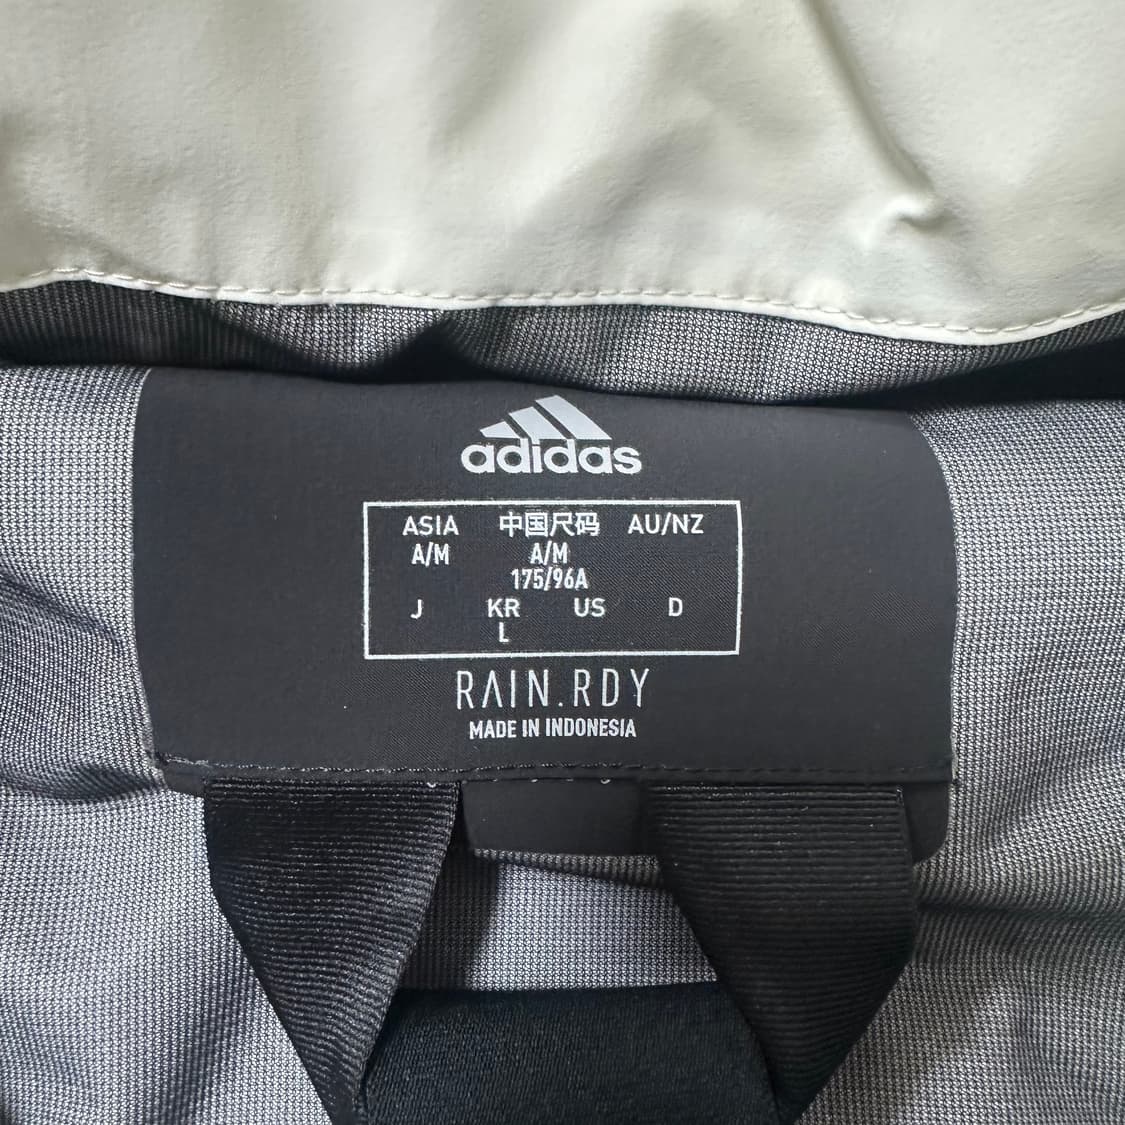 adidas
ASIA 中国尺码 AU/NZ
A/M A/M
175/96A
J KR US D
L
RAIN.RDY
MADE IN INDONESIA